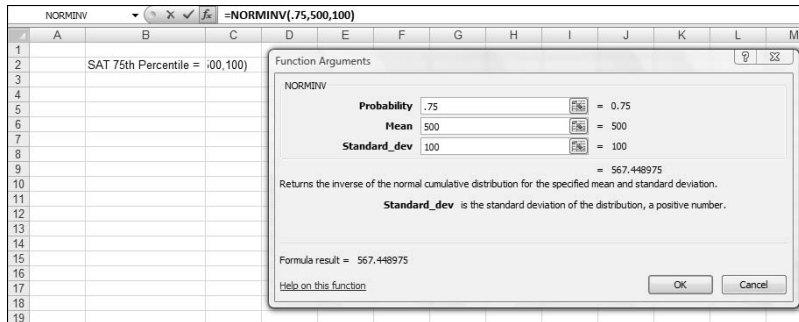 NORMINV =NORMINV(.75,500,100)
A B C D E F G H I J K L M
1
2 SAT 75th Percentile = 00,100)
3
4
5
6
7
8
9
10
11
12
13
14
15
16
17
18
19
Function Arguments
NORMINV
Probability .75 = 0.75
Mean 500 = 500
Standard_dev 100 = 100
= 567.448975
Returns the inverse of the normal cumulative distribution for the specified mean and standard deviation.
Standard_dev is the standard deviation of the distribution, a positive number.
Formula result = 567.448975
Help on this function OK Cancel